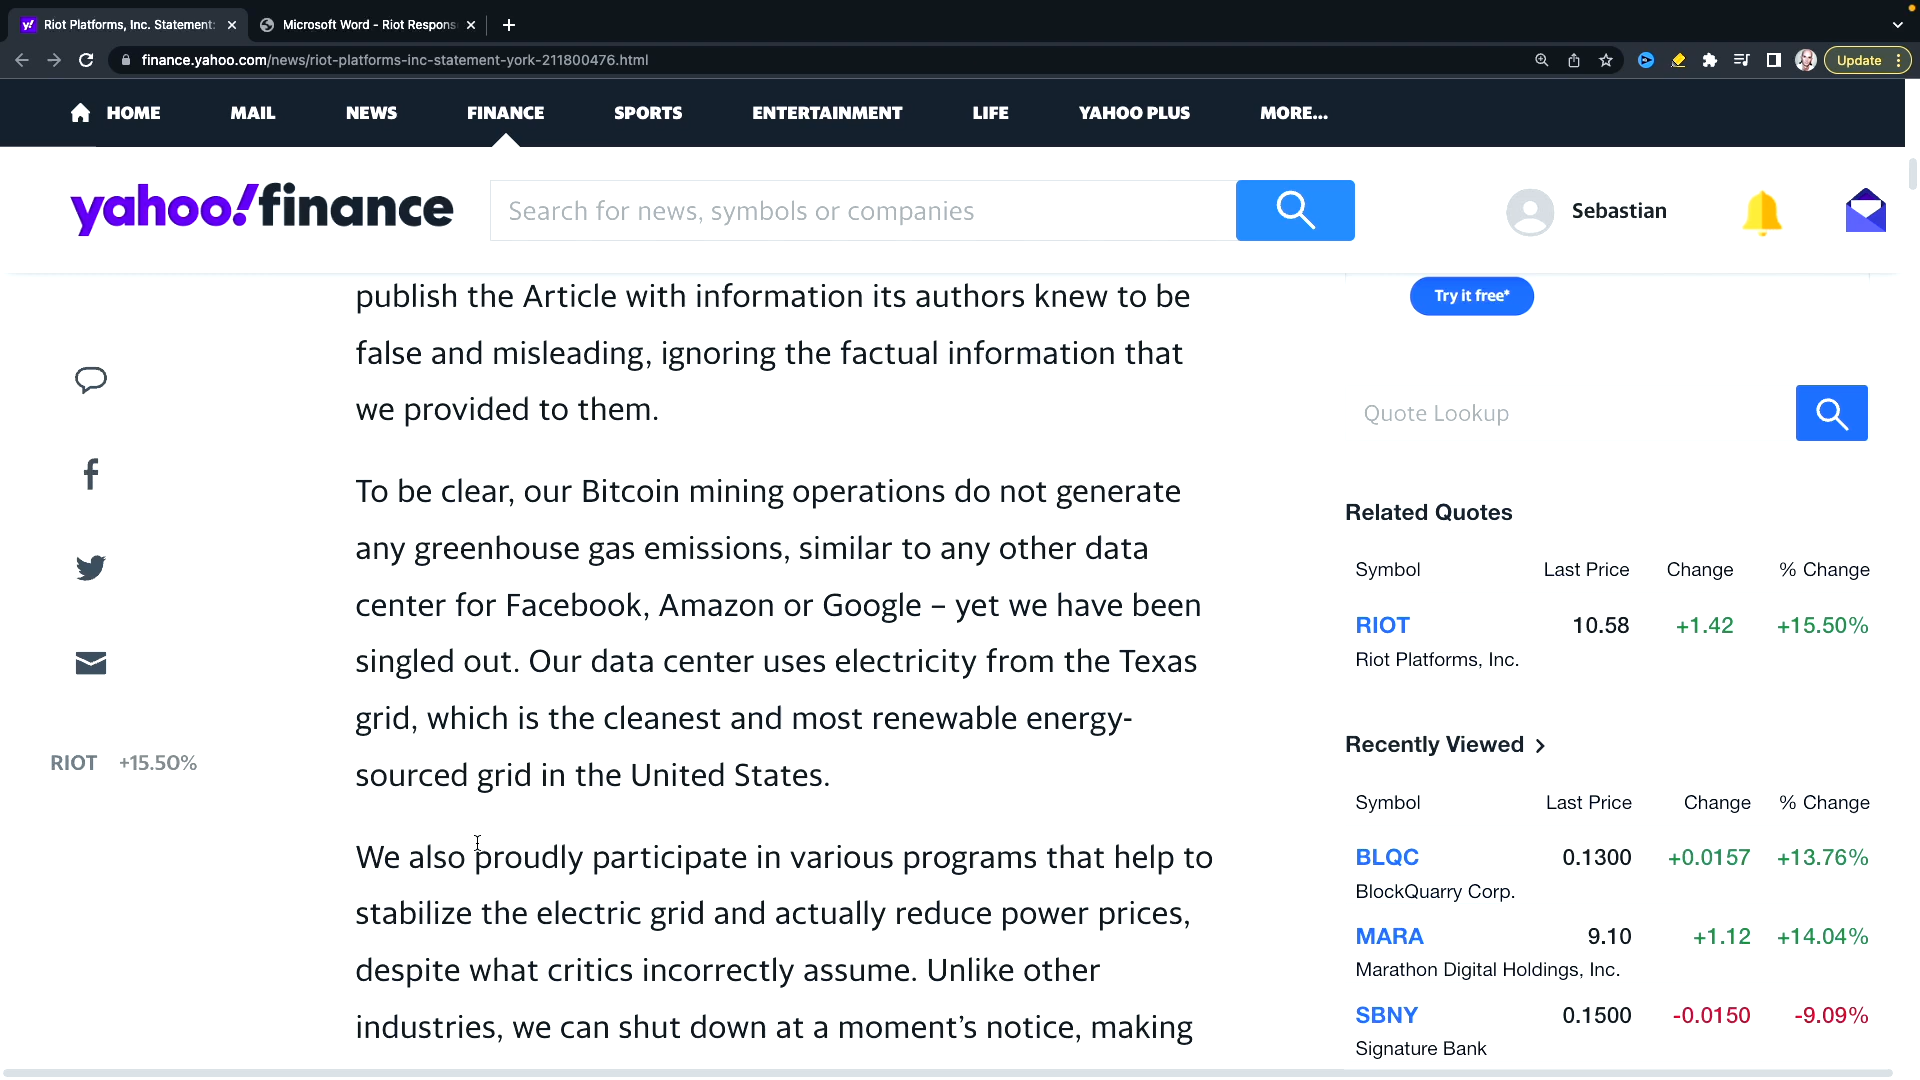 Riot Platforms, Inc. Statement:
Microsoft Word - Riot Respons
finance.yahoo.com/news/riot-platforms-inc-statement-york-211800476.html
Update
HOME MAIL NEWS FINANCE SPORTS ENTERTAINMENT LIFE YAHOO PLUS MORE...
yahoo!finance
Search for news, symbols or companies
Sebastian
publish the Article with information its authors knew to be
false and misleading, ignoring the factual information that
we provided to them.
To be clear, our Bitcoin mining operations do not generate
any greenhouse gas emissions, similar to any other data
center for Facebook, Amazon or Google – yet we have been
singled out. Our data center uses electricity from the Texas
grid, which is the cleanest and most renewable energy-
sourced grid in the United States.
We also proudly participate in various programs that help to
stabilize the electric grid and actually reduce power prices,
despite what critics incorrectly assume. Unlike other
industries, we can shut down at a moment's notice, making
RIOT +15.50%
Try it free*
Quote Lookup
Related Quotes
Symbol Last Price Change % Change
RIOT 10.58 +1.42 +15.50%
Riot Platforms, Inc.
Recently Viewed
Symbol Last Price Change % Change
BLQC 0.1300 +0.0157 +13.76%
BlockQuarry Corp.
MARA 9.10 +1.12 +14.04%
Marathon Digital Holdings, Inc.
SBNY 0.1500 -0.0150 -9.09%
Signature Bank